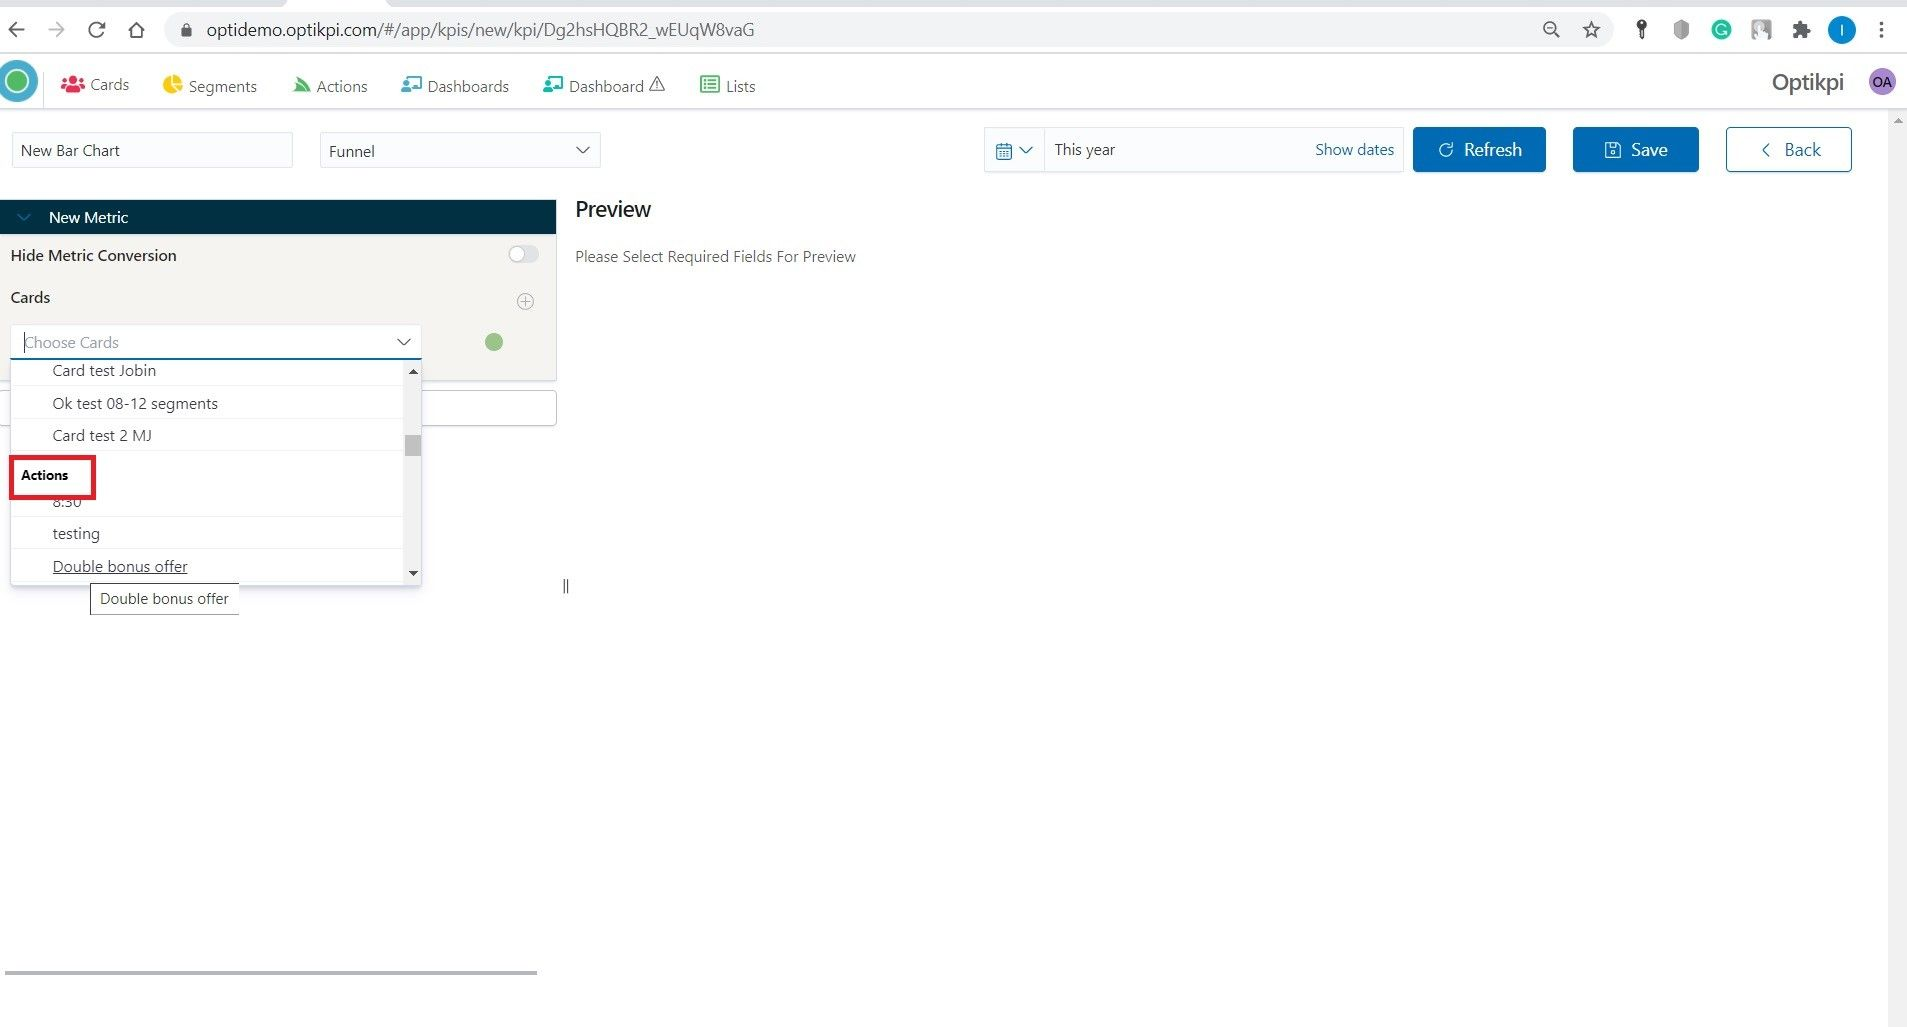 optidemo.optikpi.com/#/app/kpis/new/kpi/Dg2hsHQBR2_wEUqW8vaG
I
Cards
Segments
Actions
Dashboards
Dashboard
Lists
Optikpi
OA
New Bar Chart
Funnel
This year
Show dates
Refresh
Save
Back
New Metric
Hide Metric Conversion
Cards
Choose Cards
Card test Jobin
Ok test 08-12 segments
Card test 2 MJ
Actions
8:30
testing
Double bonus offer
Double bonus offer
Preview
Please Select Required Fields For Preview